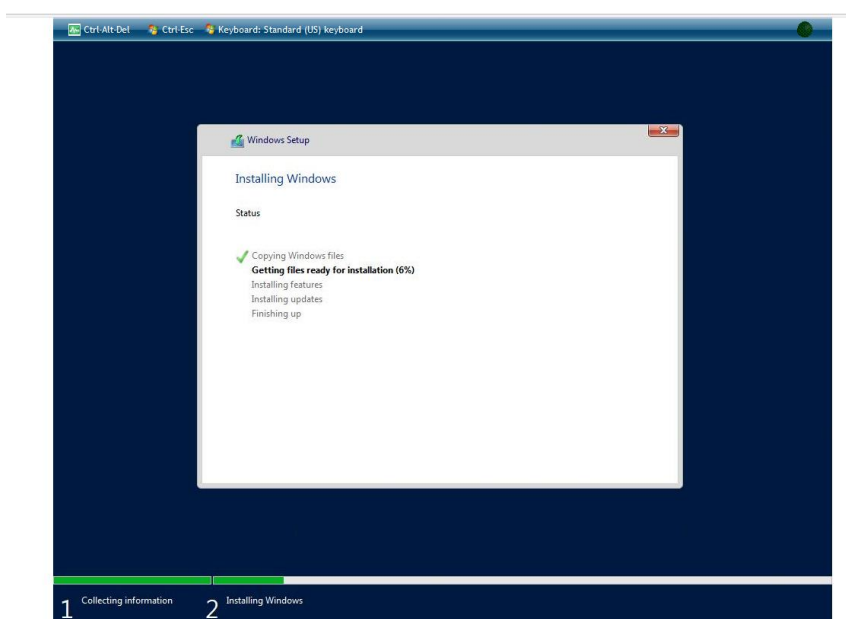 Ctrl-Alt-Del Ctrl-Esc Keyboard: Standard (US) keyboard
Windows Setup
Installing Windows
Status
Copying Windows files
Getting files ready for installation (6%)
Installing features
Installing updates
Finishing up
1 Collecting information 2 Installing Windows